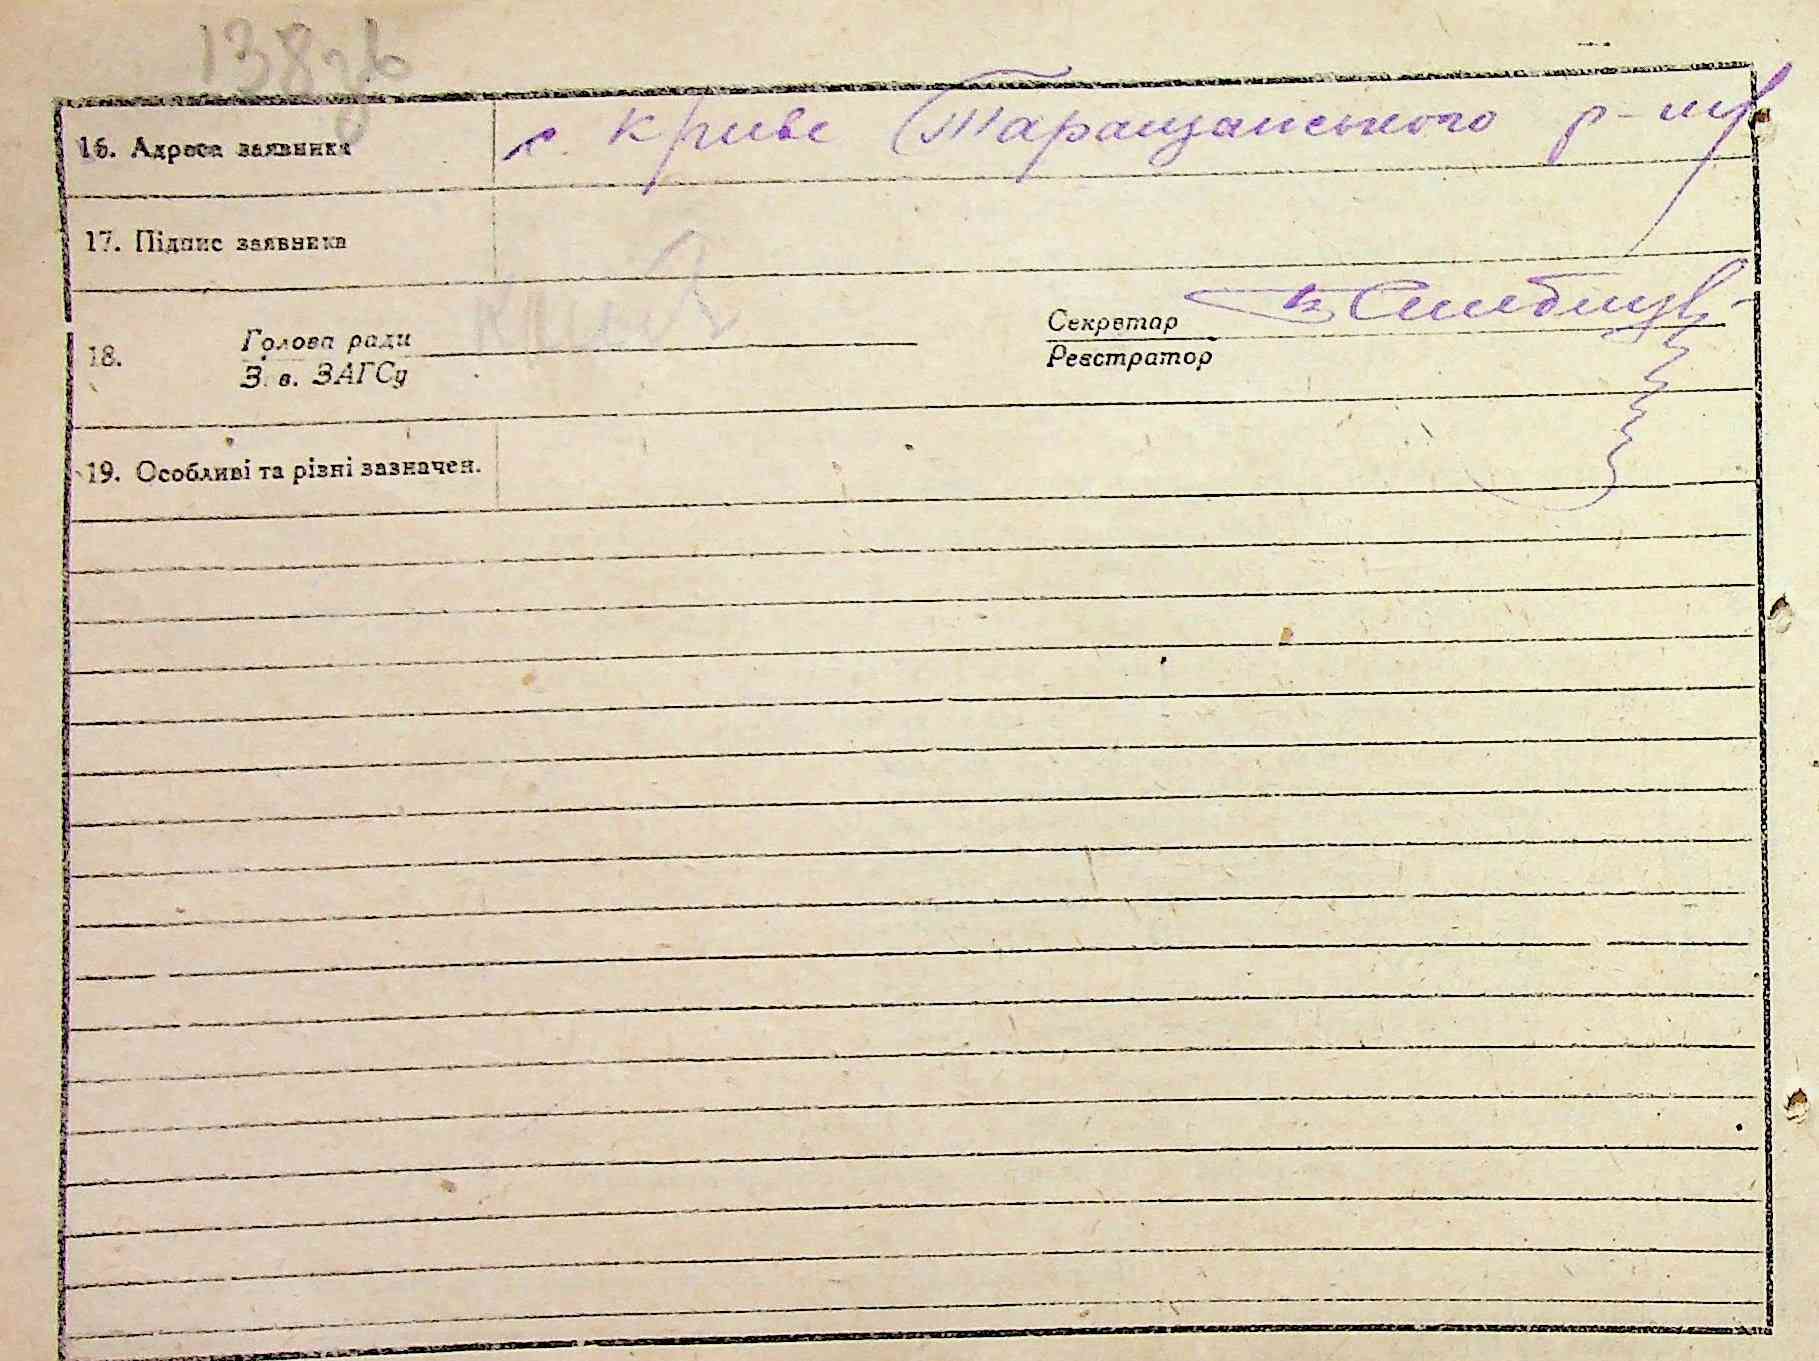 138зв
16. Адреса заявника с. Криве Таращанського р-ну
17. Підпис заявника
Голова ради
Секретар
18.
Реєстратор
Зав. ЗАГСу
19. Особливі та різні зазначен.